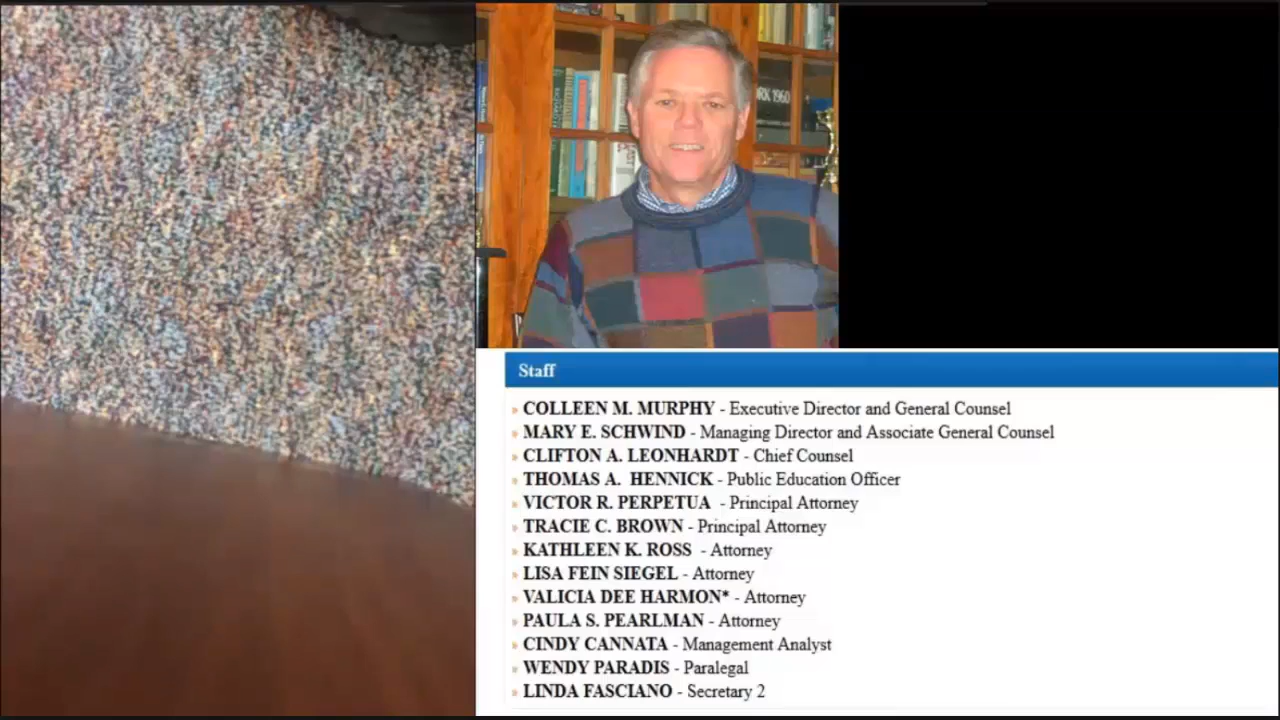 RK 1960
Staff
» COLLEEN M. MURPHY - Executive Director and General Counsel
» MARY E. SCHWIND - Managing Director and Associate General Counsel
» CLIFTON A. LEONHARDT - Chief Counsel
» THOMAS A. HENNICK - Public Education Officer
» VICTOR R. PERPETUA - Principal Attorney
» TRACIE C. BROWN - Principal Attorney
» KATHLEEN K. ROSS - Attorney
» LISA FEIN SIEGEL - Attorney
» VALICIA DEE HARMON* - Attorney
» PAULA S. PEARLMAN - Attorney
» CINDY CANNATA - Management Analyst
» WENDY PARADIS - Paralegal
» LINDA FASCIANO - Secretary 2